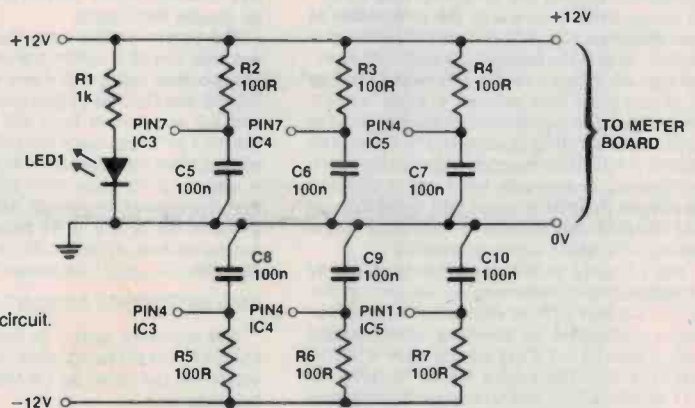 +12V
+12V
R1
1k
R2
100R
R3
100R
R4
100R
PIN7
IC3
PIN7
IC4
PIN4
IC5
TO METER
BOARD
LED1
C5
100n
C6
100n
C7
100n
0V
C8
100n
C9
100n
C10
100n
PIN4
IC3
PIN4
IC4
PIN11
IC5
circuit.
R5
100R
R6
100R
R7
100R
-12V